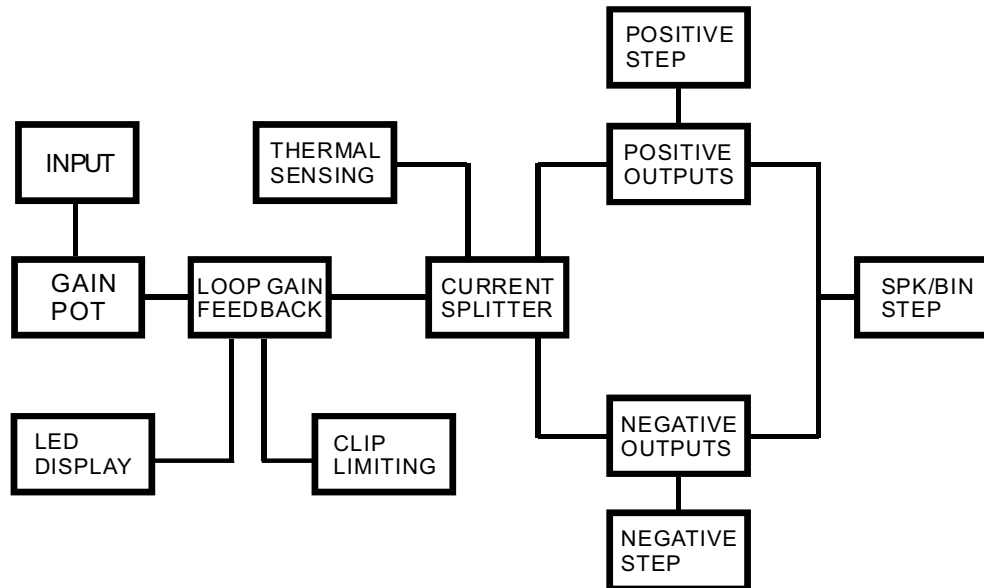 POSITIVE
STEP
INPUT
THERMAL
SENSING
POSITIVE
OUTPUTS
GAIN
POT
LOOP GAIN
FEEDBACK
CURRENT
SPLITTER
SPK/BIN
STEP
LED
DISPLAY
CLIP
LIMITING
NEGATIVE
OUTPUTS
NEGATIVE
STEP